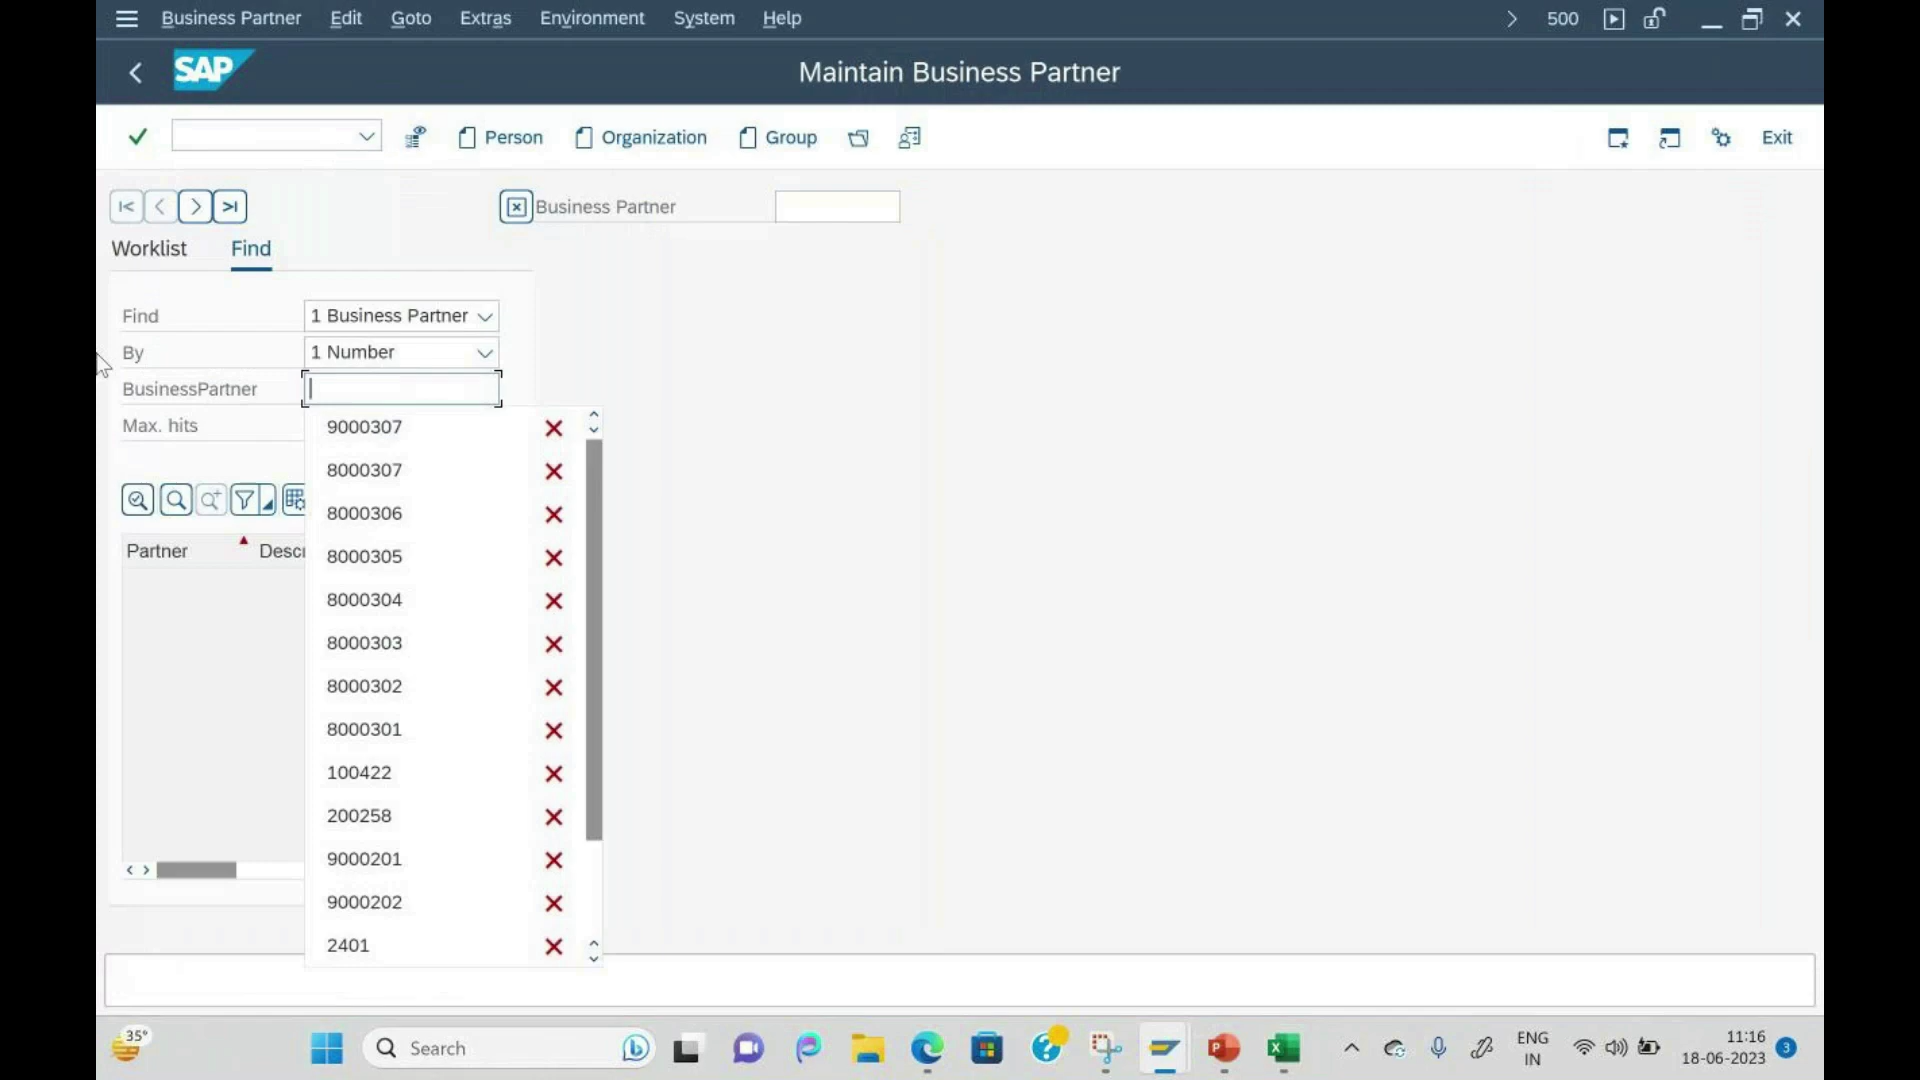 Business Partner Edit Goto Extras Environment System Help 500
SAP Maintain Business Partner
Person Organization Group Exit
Business Partner
Worklist Find
Find 1 Business Partner
By 1 Number
BusinessPartner
9000307
Max. hits
8000307
8000306
Partner Descr
8000305
8000304
8000303
8000302
8000301
100422
200258
9000201
9000202
2401
35°
Search
ENG
IN
11:16
18-06-2023
3